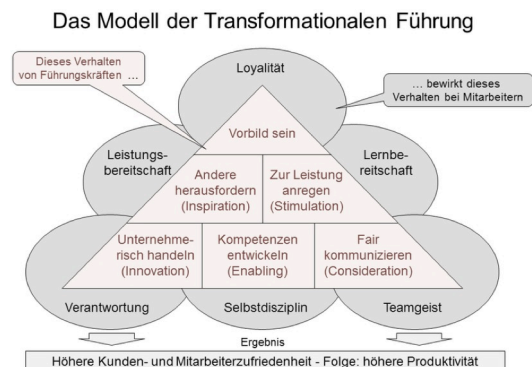 Das Modell der Transformationalen Führung
Dieses Verhalten
von Führungskräften ...
Loyalität
... bewirkt dieses
Verhalten bei Mitarbeitern
Vorbild sein
Leistungs-
bereitschaft
Lernbe-
reitschaft
Andere
herausfordern
(Inspiration)
Zur Leistung
anregen
(Stimulation)
Unternehme-
risch handeln
(Innovation)
Kompetenzen
entwickeln
(Enabling)
Fair
kommunizieren
(Consideration)
Verantwortung
Selbstdisziplin
Teamgeist
Ergebnis
Höhere Kunden- und Mitarbeiterzufriedenheit - Folge: höhere Produktivität